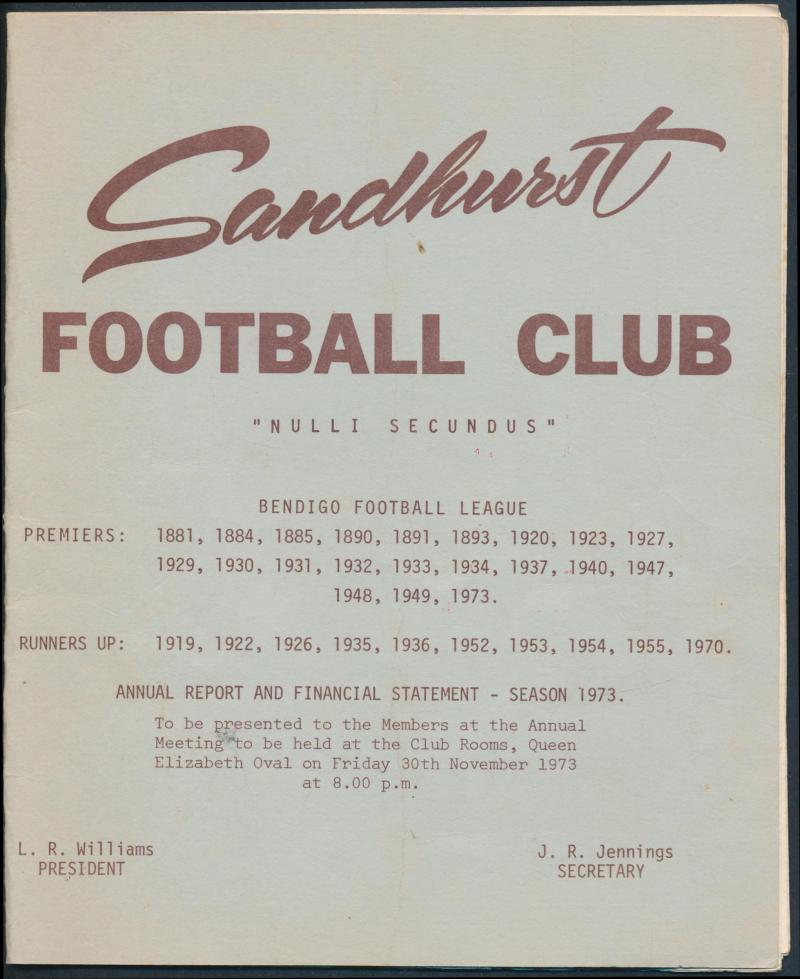 Sandhurst
FOOTBALL CLUB
"NULLI SECUNDUS"
BENDIGO FOOTBALL LEAGUE
PREMIERS: 1881, 1884, 1885, 1890, 1891, 1893, 1920, 1923, 1927,
1929, 1930, 1931, 1932, 1933, 1934, 1937, 1940, 1947,
1948, 1949, 1973.
RUNNERS UP: 1919, 1922, 1926, 1935, 1936, 1952, 1953, 1954, 1955, 1970.
ANNUAL REPORT AND FINANCIAL STATEMENT - SEASON 1973.
To be presented to the Members at the Annual
Meeting to be held at the Club Rooms, Queen
Elizabeth Oval on Friday 30th November 1973
at 8.00 p.m.
L. R. Williams
PRESIDENT
J. R. Jennings
SECRETARY